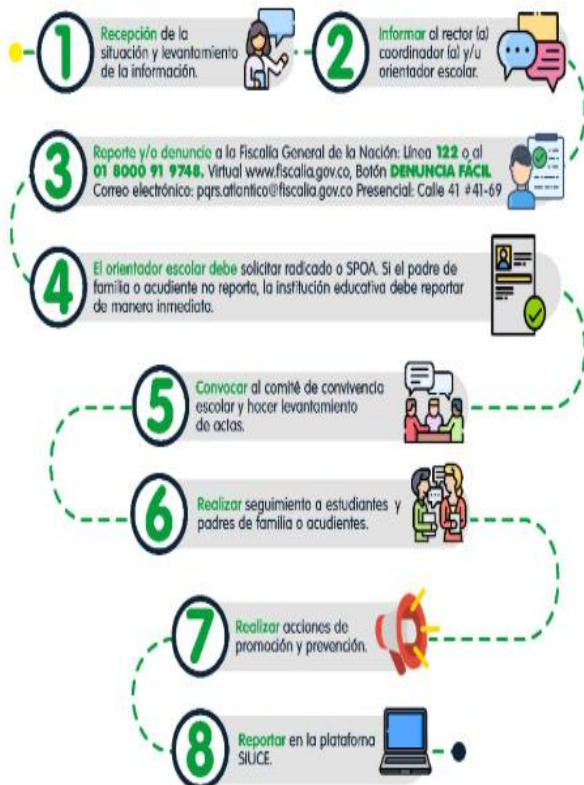 1
Recepción de la
situación y levantamiento
de la información.
2
Informar al rector (a)
coordinador (a) y/u
orientador escolar.
3
Reporte y/o denuncie a la Fiscalía General de la Nación: Línea 122 o al
01 8000 91 9748. Virtual www.fiscalia.gov.co, Botón DENUNCIA FÁCIL
Correo electrónico: pqrs.atlantico@fiscalia.gov.co Presencial: Calle 41 #41-69
4
El orientador escolar debe solicitar radicado o SPOA. Si el padre de
familia o acudiente no reporta, la institución educativa debe reportar
de manera inmediata.
5
Convocar al comité de convivencia
escolar y hacer levantamiento
de actas.
6
Realizar seguimiento a estudiantes y
padres de familia o acudientes.
7
Realizar acciones de
promoción y prevención.
8
Reportar en la plataforma
SIUCE.